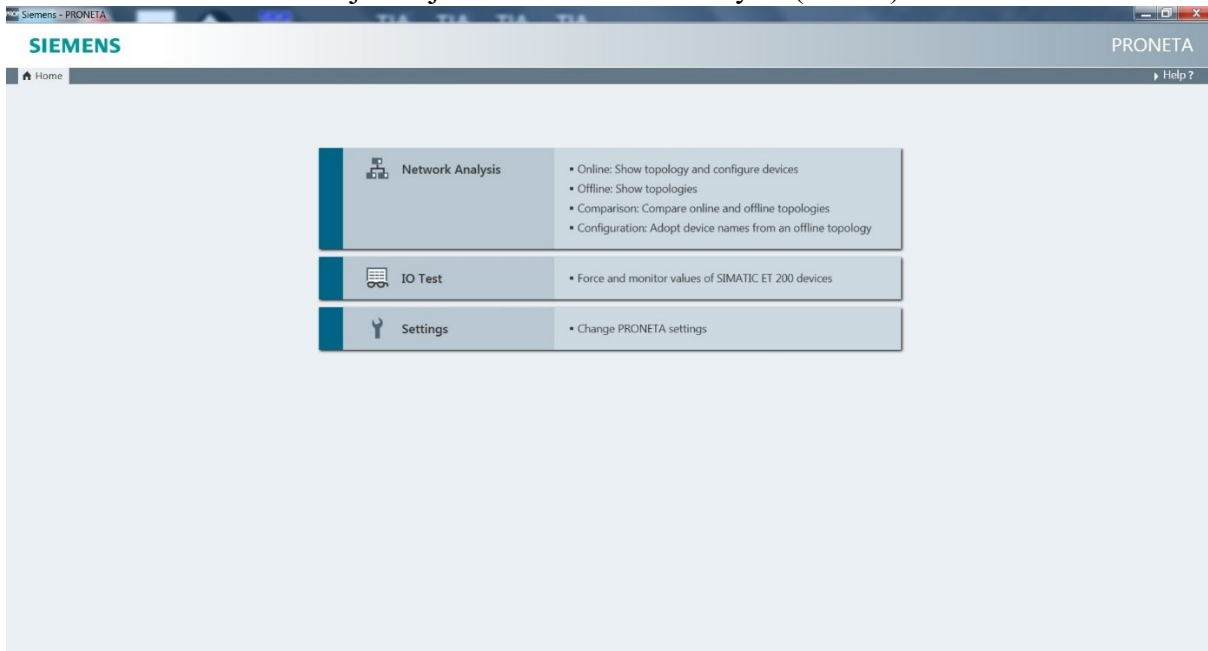 Siemens - PRONETA
SIEMENS
PRONETA
Home
Help ?
Network Analysis
▪ Online: Show topology and configure devices
▪ Offline: Show topologies
▪ Comparison: Compare online and offline topologies
▪ Configuration: Adopt device names from an offline topology
IO Test
▪ Force and monitor values of SIMATIC ET 200 devices
Settings
▪ Change PRONETA settings